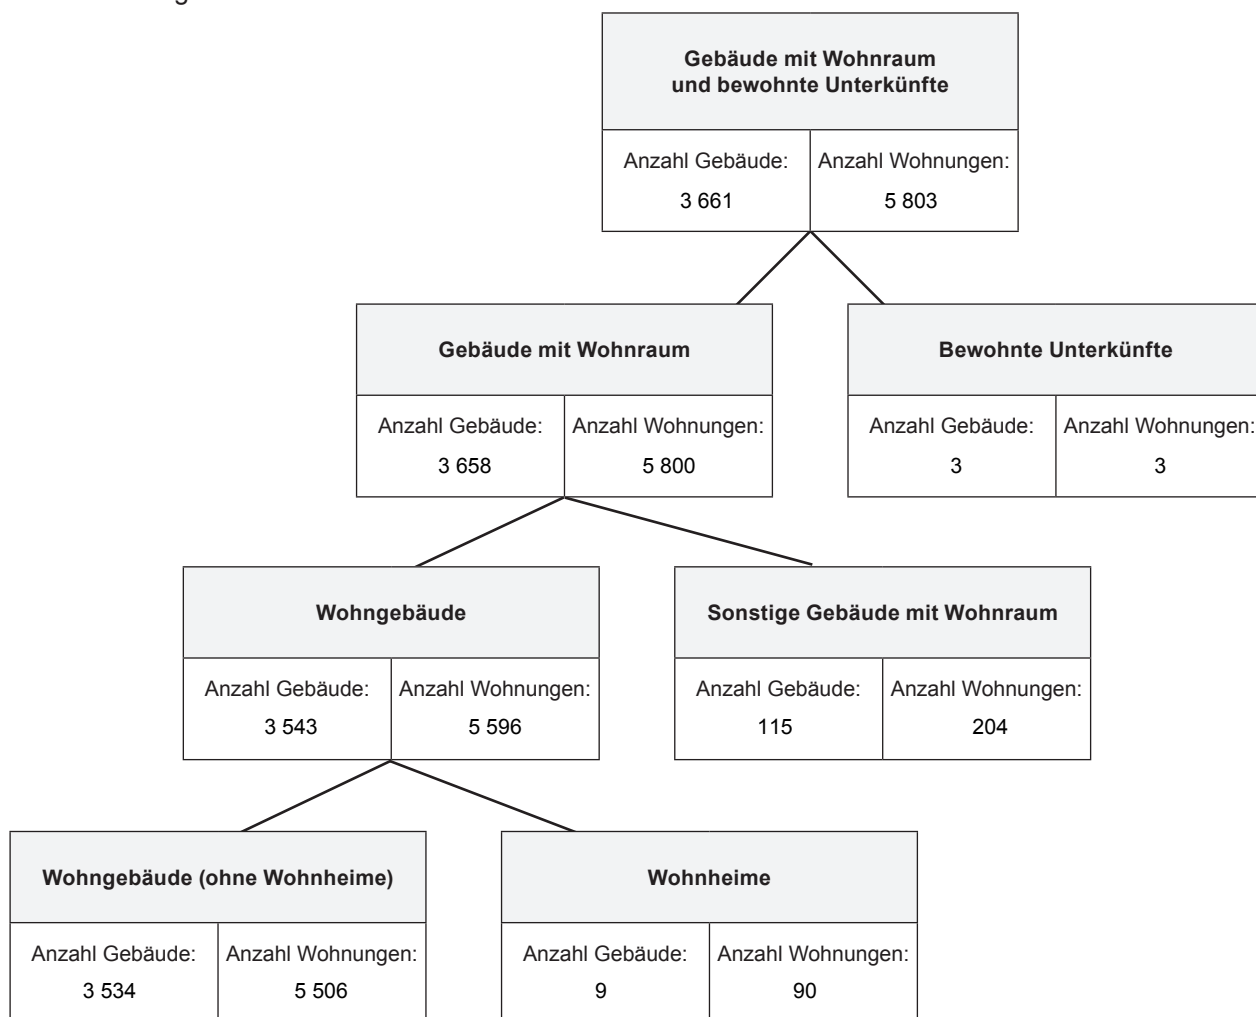 Gebäude mit Wohnraum
und bewohnte Unterkünfte
Anzahl Gebäude: Anzahl Wohnungen:
3 661 5 803
Gebäude mit Wohnraum Bewohnte Unterkünfte
Anzahl Gebäude: Anzahl Wohnungen: Anzahl Gebäude: Anzahl Wohnungen:
3 658 5 800 3 3
Wohngebäude Sonstige Gebäude mit Wohnraum
Anzahl Gebäude: Anzahl Wohnungen: Anzahl Gebäude: Anzahl Wohnungen:
3 543 5 596 115 204
Wohngebäude (ohne Wohnheime) Wohnheime
Anzahl Gebäude: Anzahl Wohnungen: Anzahl Gebäude: Anzahl Wohnungen:
3 534 5 506 9 90